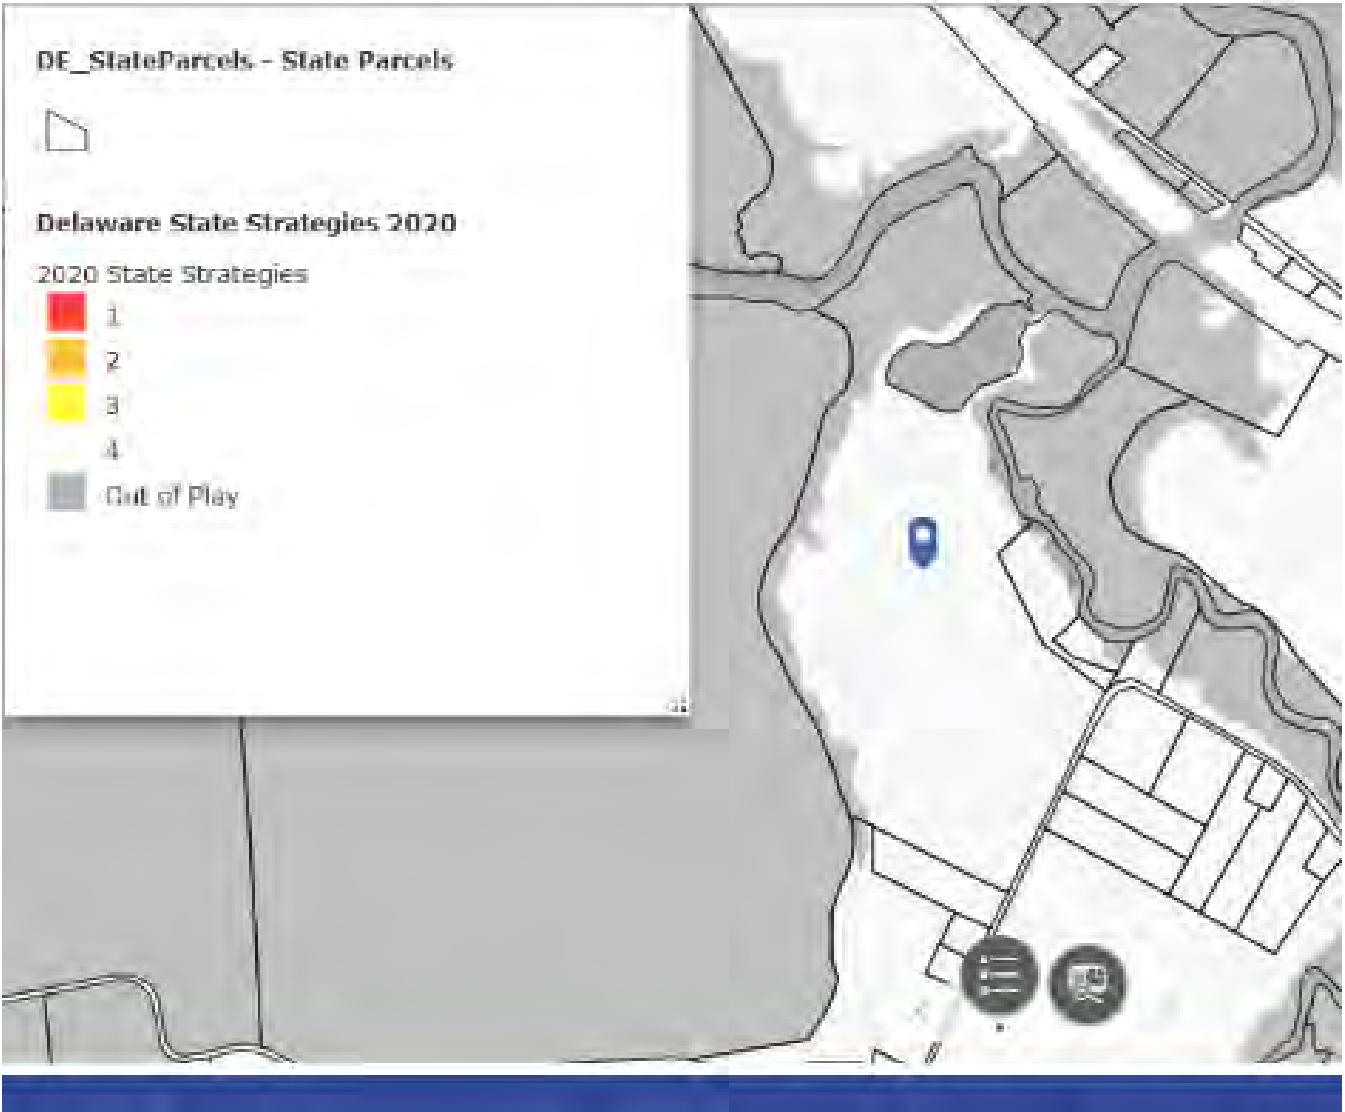 DE_StateParcels - State Parcels
Delaware State Strategies 2020
2020 State Strategies
1
2
3
4
Out of Play